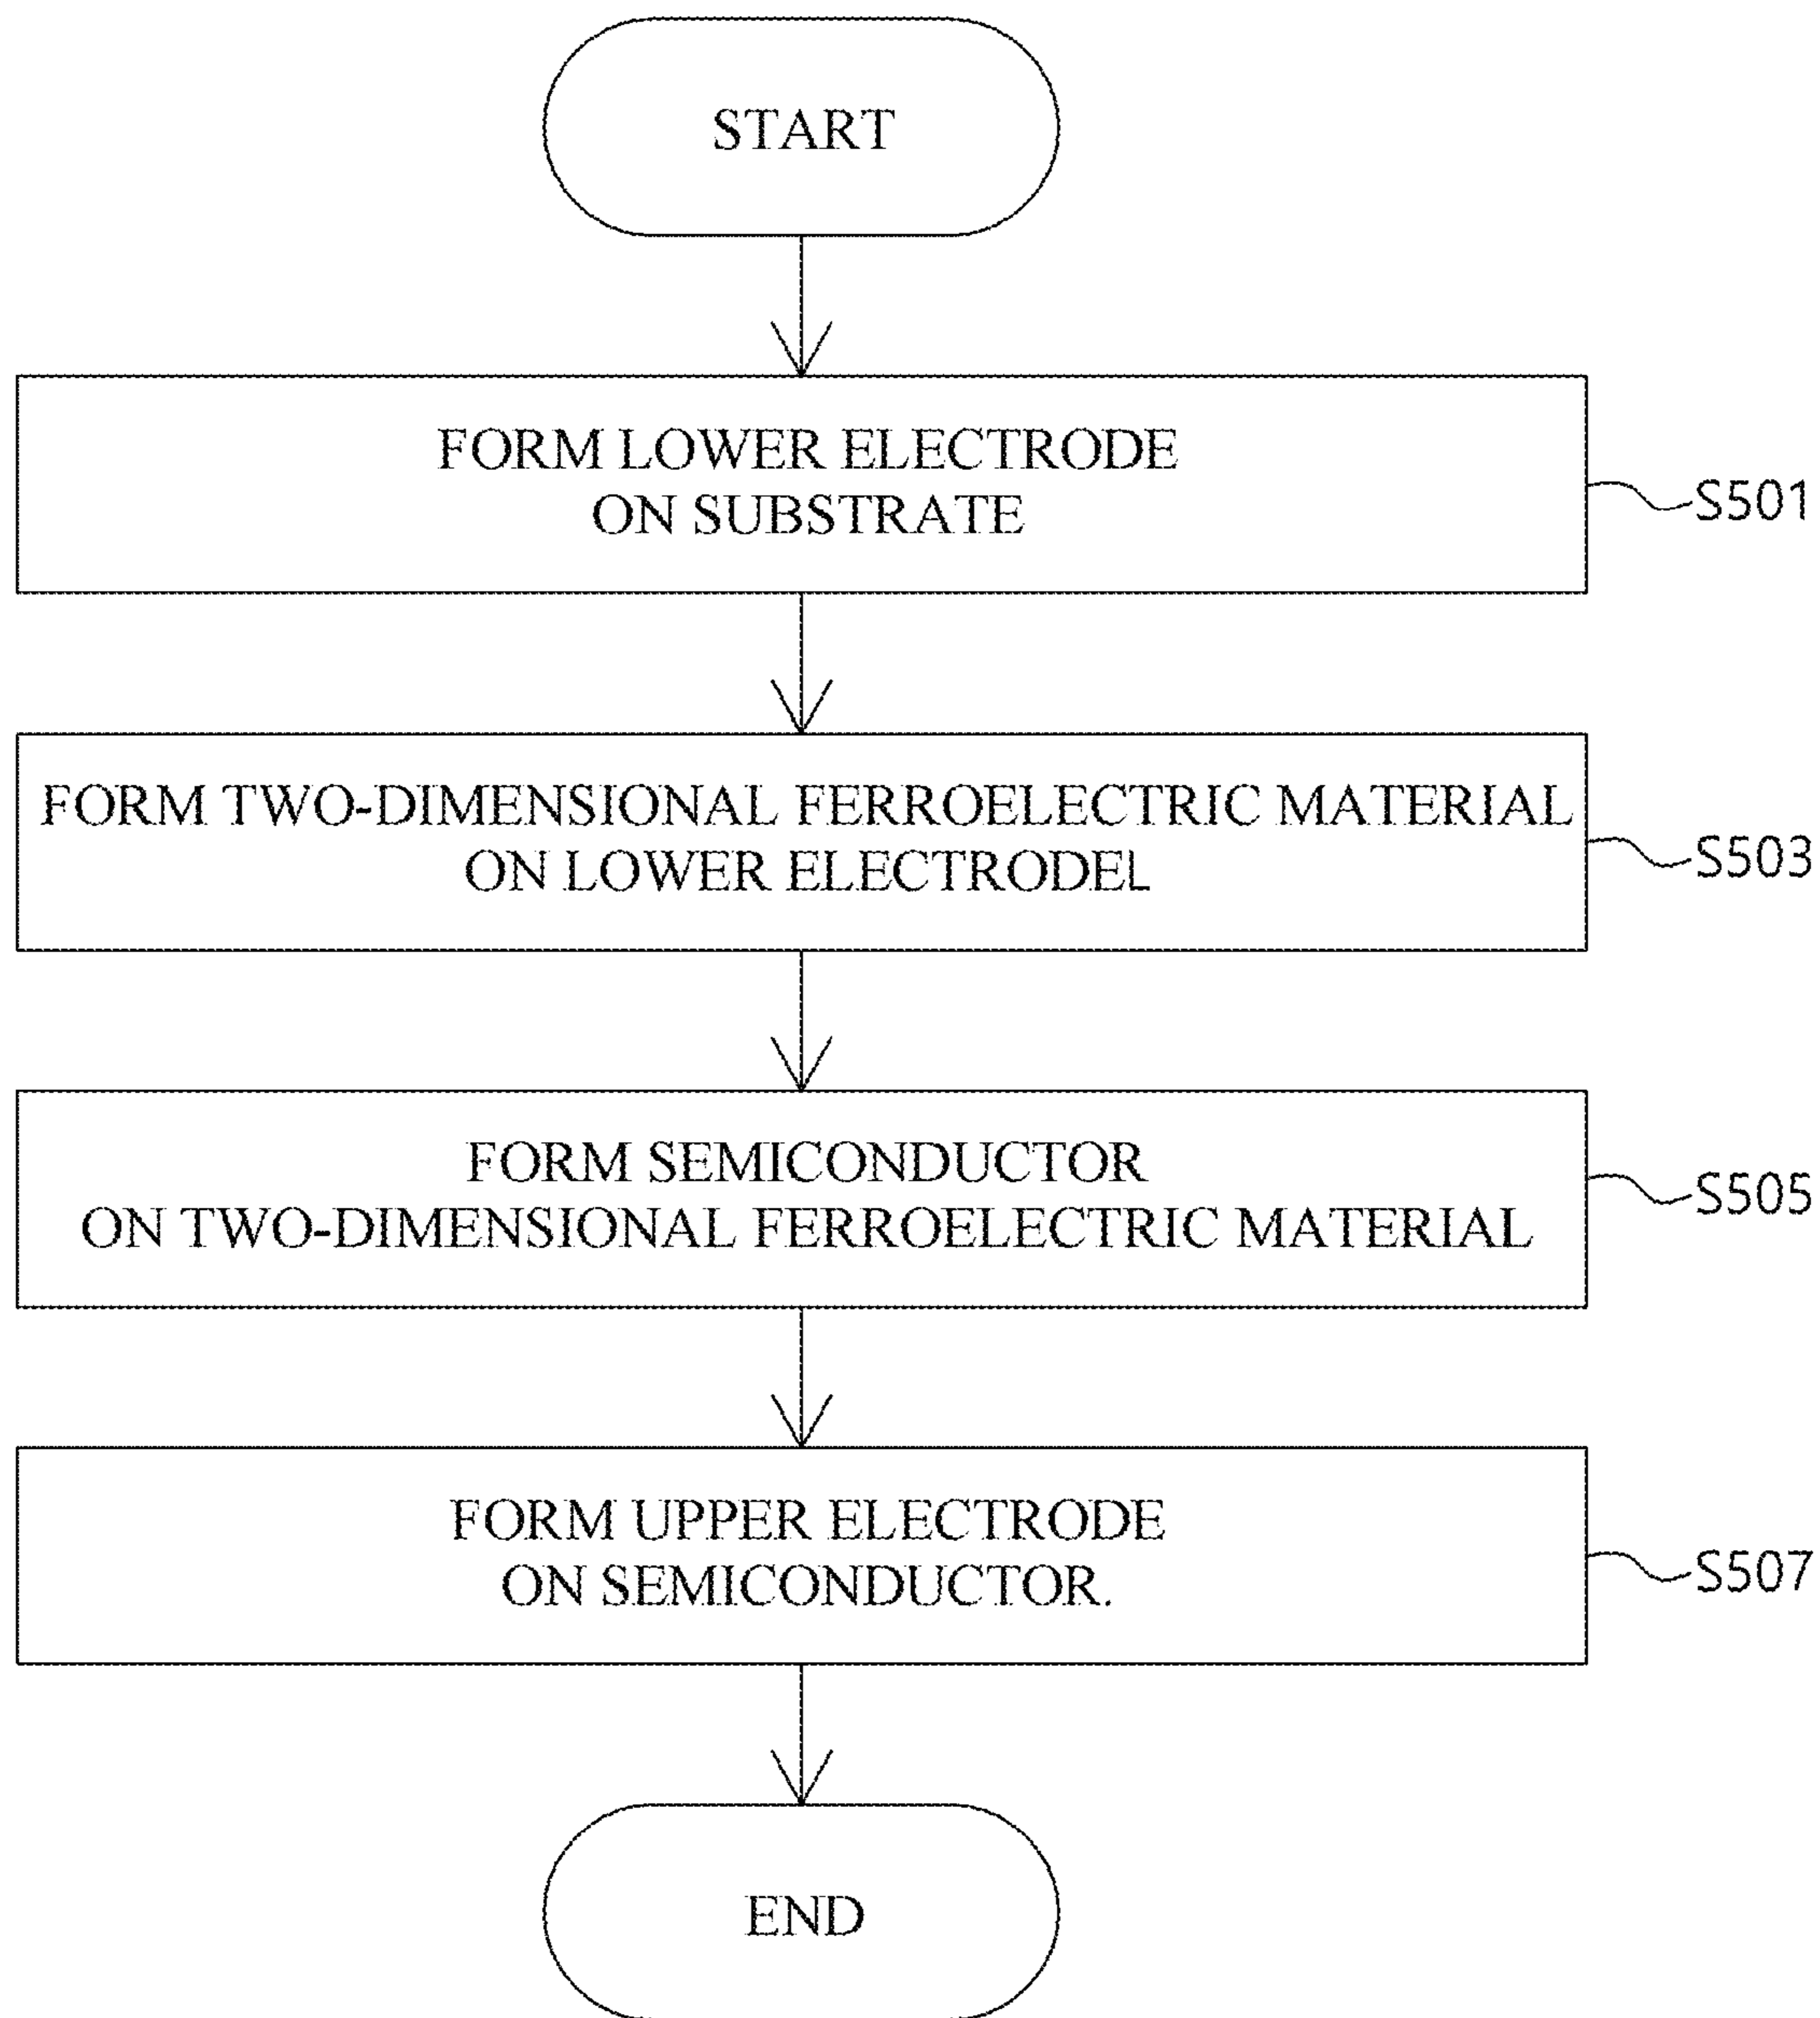 START
FORM LOWER ELECTRODE
ON SUBSTRATE
S501
FORM TWO-DIMENSIONAL FERROELECTRIC MATERIAL
ON LOWER ELECTRODEL
S503
FORM SEMICONDUCTOR
ON TWO-DIMENSIONAL FERROELECTRIC MATERIAL
S505
FORM UPPER ELECTRODE
ON SEMICONDUCTOR.
S507
END